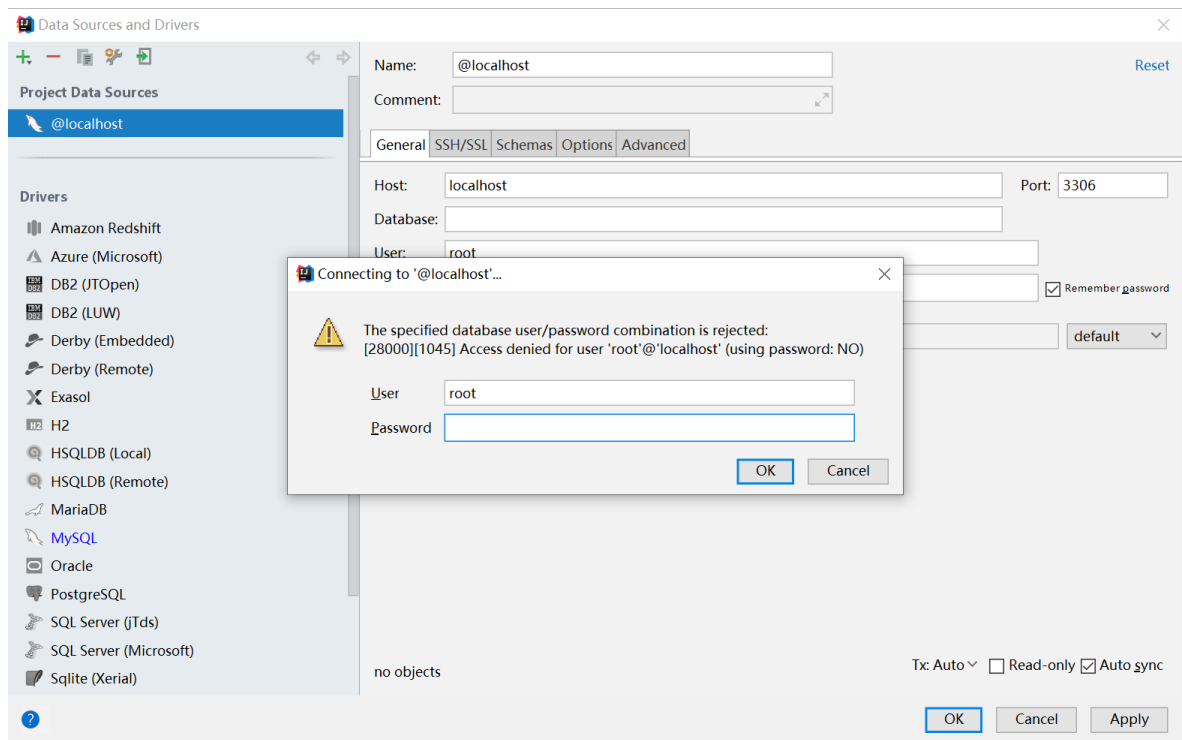 Data Sources and Drivers
Project Data Sources
@localhost
Drivers
Amazon Redshift
Azure (Microsoft)
DB2 (JTOpen)
DB2 (LUW)
Derby (Embedded)
Derby (Remote)
Exasol
H2
HSQLDB (Local)
HSQLDB (Remote)
MariaDB
MySQL
Oracle
PostgreSQL
SQL Server (jTds)
SQL Server (Microsoft)
Sqlite (Xerial)
Name: @localhost Reset
Comment:
General SSH/SSL Schemas Options Advanced
Host: localhost Port: 3306
Database:
User: root
Remember password
default
Connecting to '@localhost'...
The specified database user/password combination is rejected:
[28000][1045] Access denied for user 'root'@'localhost' (using password: NO)
User root
Password
OK Cancel
no objects Tx: Auto Read-only Auto sync
? OK Cancel Apply